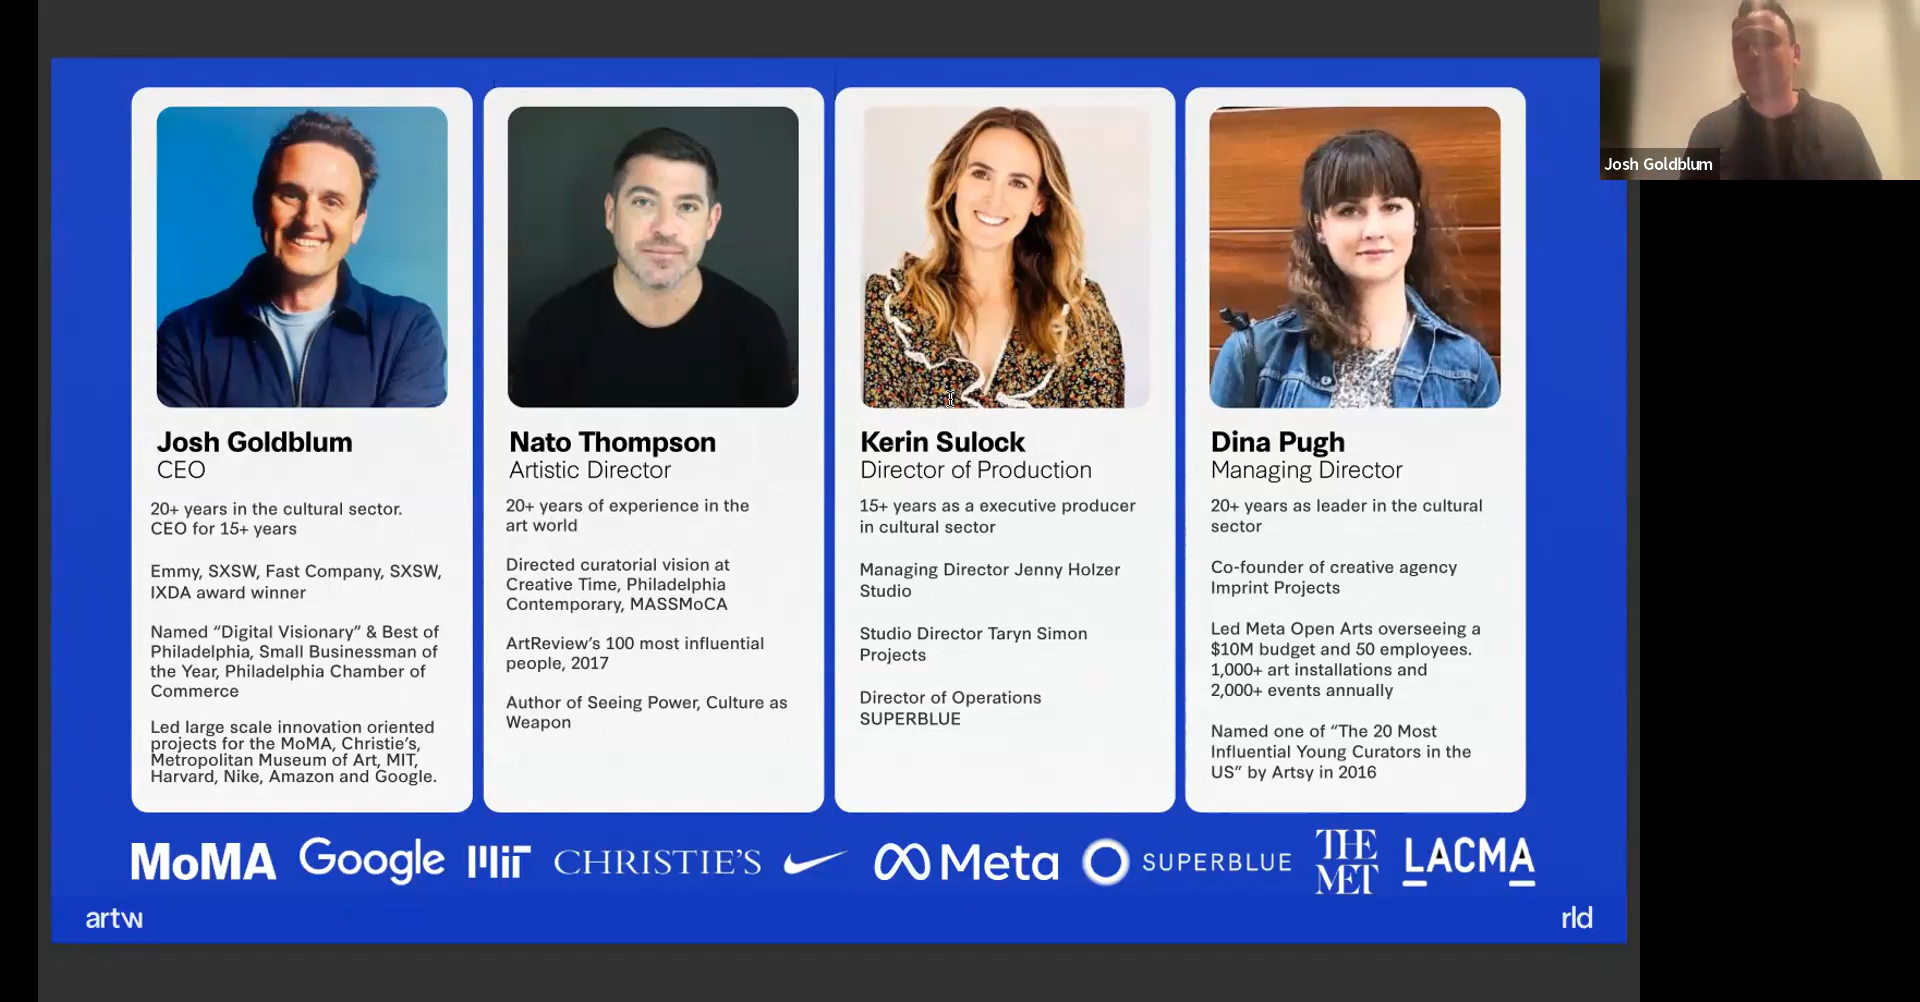 Josh Goldblum
Josh Goldblum
CEO
20+ years in the cultural sector.
CEO for 15+ years
Emmy, SXSW, Fast Company, SXSW,
IXDA award winner
Named “Digital Visionary” & Best of
Philadelphia, Small Businessman of
the Year, Philadelphia Chamber of
Commerce
Led large scale innovation oriented
projects for the MoMA, Christie’s,
Metropolitan Museum of Art, MIT,
Harvard, Nike, Amazon and Google.
Nato Thompson
Artistic Director
20+ years of experience in the
art world
Directed curatorial vision at
Creative Time, Philadelphia
Contemporary, MASSMoCA
ArtReview’s 100 most influential
people, 2017
Author of Seeing Power, Culture as
Weapon
Kerin Sulock
Director of Production
15+ years as a executive producer
in cultural sector
Managing Director Jenny Holzer
Studio
Studio Director Taryn Simon
Projects
Director of Operations
SUPERBLUE
Dina Pugh
Managing Director
20+ years as leader in the cultural
sector
Co-founder of creative agency
Imprint Projects
Led Meta Open Arts overseeing a
$10M budget and 50 employees.
1,000+ art installations and
2,000+ events annually
Named one of “The 20 Most
Influential Young Curators in the
US” by Artsy in 2016
MoMA Google MIT CHRISTIE’S Meta SUPERBLUE THE MET LACMA
artw rld